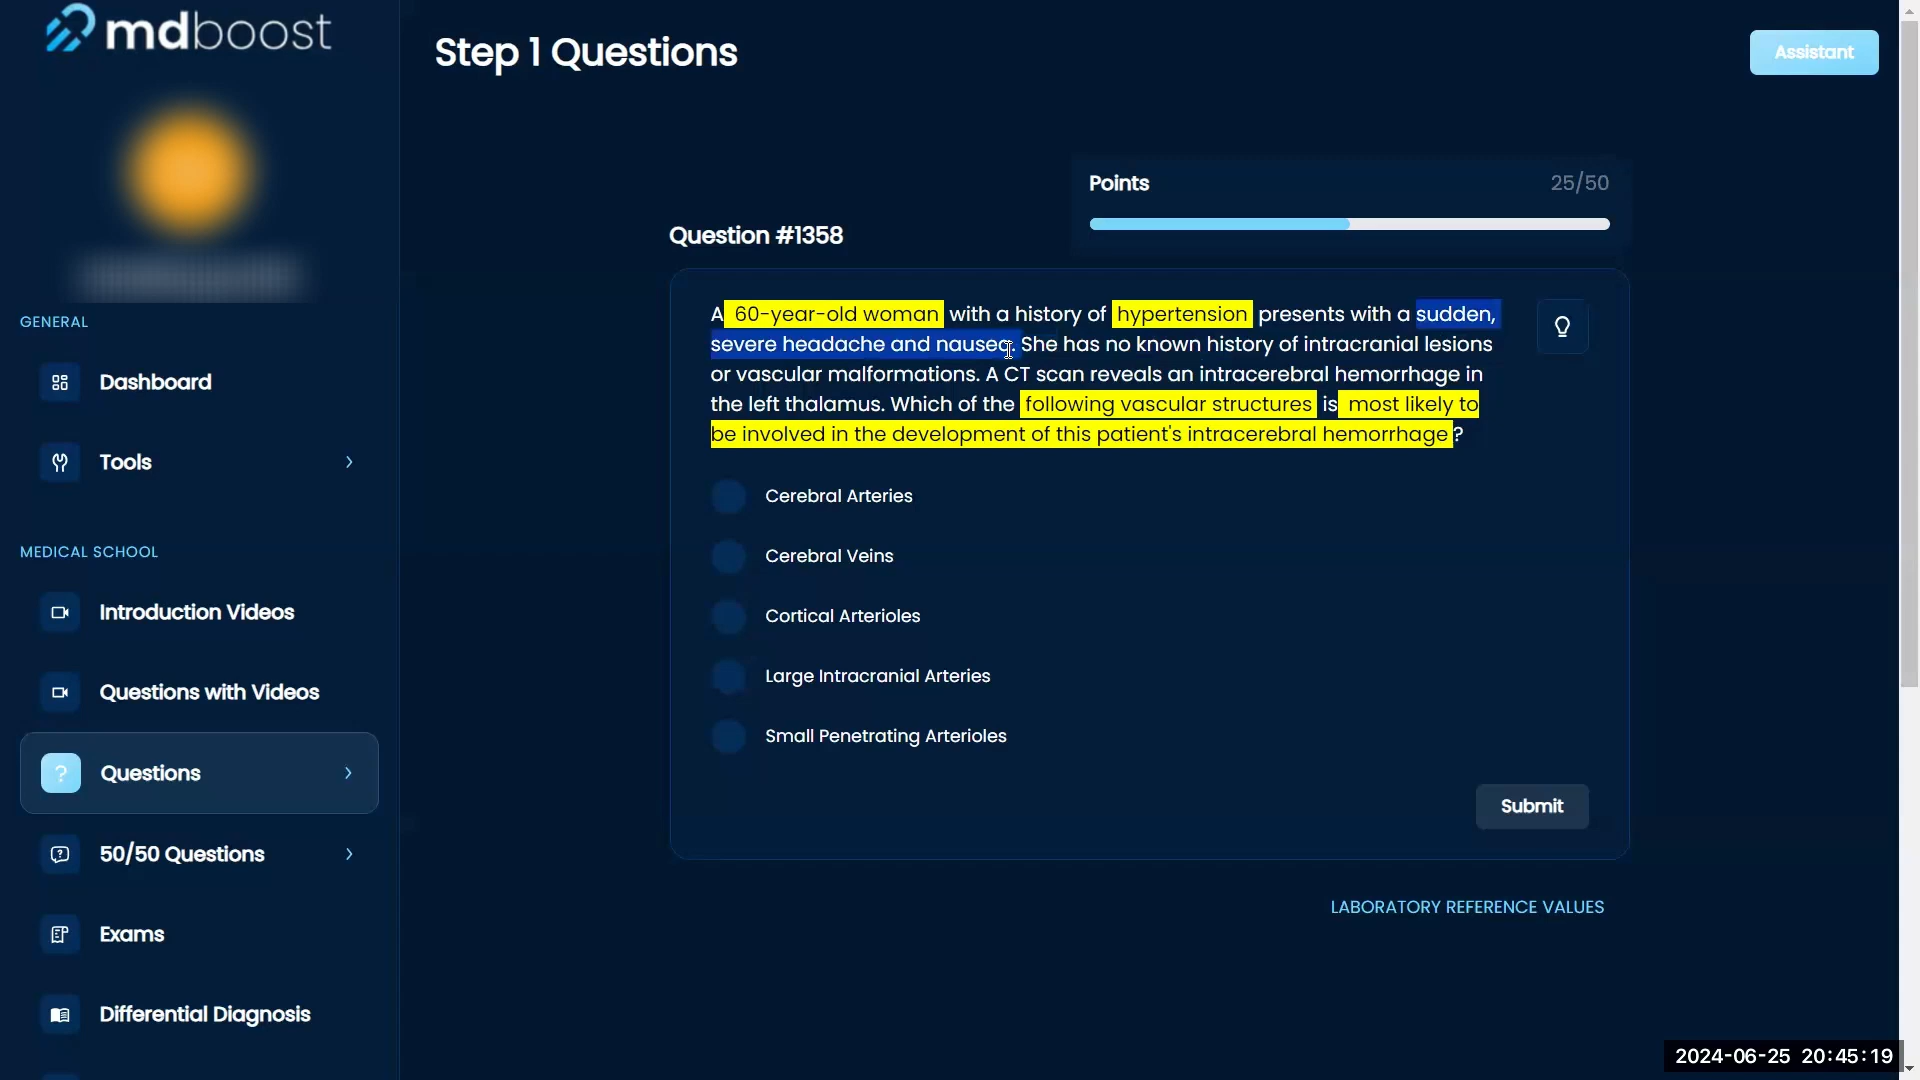 mdboost
Step 1 Questions
Assistant
GENERAL
Dashboard
Tools
MEDICAL SCHOOL
Introduction Videos
Questions with Videos
? Questions
50/50 Questions
Exams
Differential Diagnosis
Points 25/50
Question #1358
A 60-year-old woman with a history of hypertension presents with a sudden,
severe headache and nausea. She has no known history of intracranial lesions
or vascular malformations. A CT scan reveals an intracerebral hemorrhage in
the left thalamus. Which of the following vascular structures is most likely to
be involved in the development of this patient's intracerebral hemorrhage?
Cerebral Arteries
Cerebral Veins
Cortical Arterioles
Large Intracranial Arteries
Small Penetrating Arterioles
Submit
LABORATORY REFERENCE VALUES
2024-06-25 20:45:19